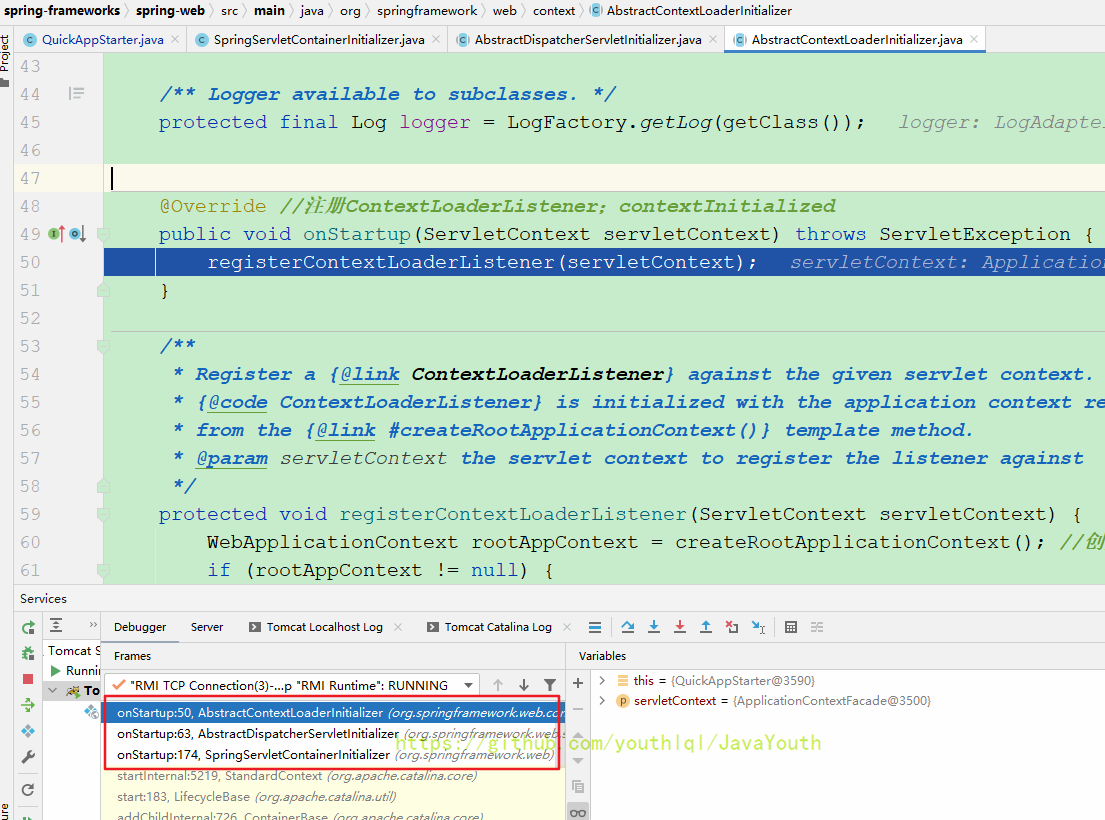 spring-frameworks › spring-web › src › main › java › org › springframework › web › context › AbstractContextLoaderInitializer
Project
QuickAppStarter.java × SpringServletContainerInitializer.java × AbstractDispatcherServletInitializer.java × AbstractContextLoaderInitializer.java ×
43
44 /** Logger available to subclasses. */
45 protected final Log logger = LogFactory.getLog(getClass()); logger: LogAdapte
46
47
48 @Override //注册ContextLoaderListener; contextInitialized
49 public void onStartup(ServletContext servletContext) throws ServletException {
50 registerContextLoaderListener(servletContext); servletContext: Application
51 }
52
53 /**
54 * Register a {@link ContextLoaderListener} against the given servlet context.
55 * {@code ContextLoaderListener} is initialized with the application context re
56 * from the {@link #createRootApplicationContext()} template method.
57 * @param servletContext the servlet context to register the listener against
58 */
59 protected void registerContextLoaderListener(ServletContext servletContext) {
60 WebApplicationContext rootAppContext = createRootApplicationContext(); //创
61 if (rootAppContext != null) {
Services
Debugger Server Tomcat Localhost Log × Tomcat Catalina Log ×
Tomcat S
Runni
To
Frames
"RMI TCP Connection(3)-...p "RMI Runtime": RUNNING
onStartup:50, AbstractContextLoaderInitializer (org.springframework.web.con
onStartup:63, AbstractDispatcherServletInitializer (org.springframework.web.s
onStartup:174, SpringServletContainerInitializer (org.springframework.web)
startInternal:5219, StandardContext (org.apache.catalina.core)
start:183, LifecycleBase (org.apache.catalina.util)
addChildInternal:726, ContainerBase (org.apache.catalina.core)
Variables
this = {QuickAppStarter@3590}
servletContext = {ApplicationContextFacade@3500}
https://github.com/youthlql/JavaYouth